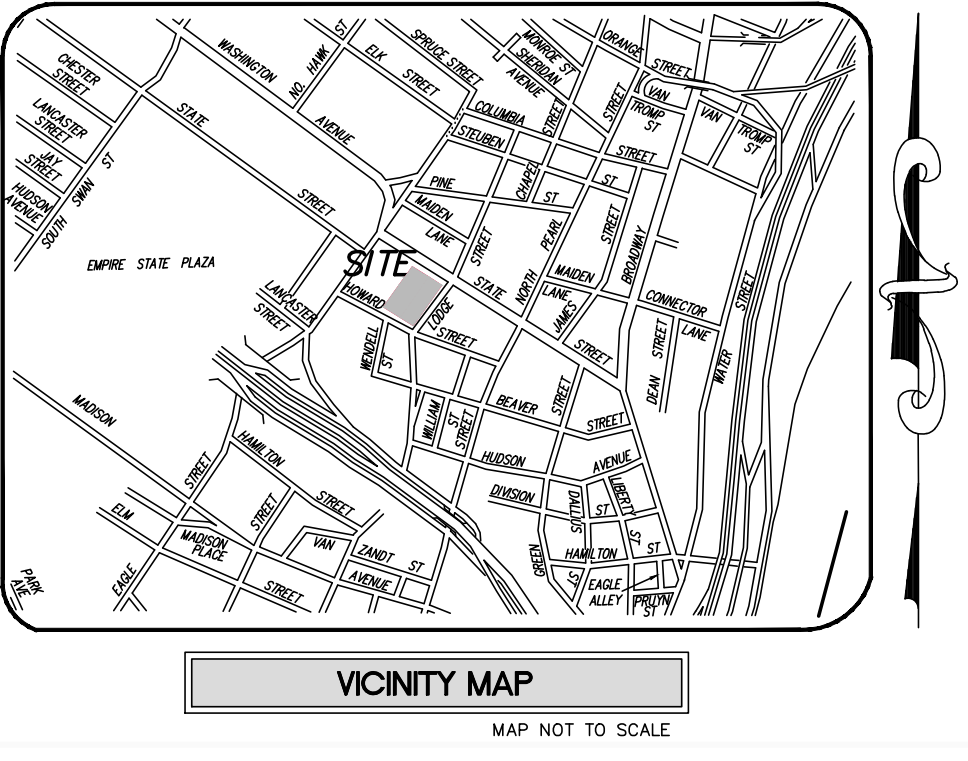 CHESTER
STREET
LANCASTER
STREET
JAY
STREET
HUDSON
AVENUE
SOUTH
SWAN
ST
WASHINGTON
AVENUE
STATE
STREET
NO. HAWK
ST
ELK
STREET
SPRUCE STREET
MONROE ST
SHERIDAN
AVENUE
ORANGE
STREET
COLUMBIA
STREET
STEUBEN
ST
STREET
STREET
VAN
TROMP
ST
VAN
TROMP
ST
PINE
ST
CHAPEL
MAIDEN
LANE
STREET
PEARL
NORTH
STREET
BROADWAY
EMPIRE STATE PLAZA
SITE
HOWARD
LODGE
STREET
STATE
STREET
MAIDEN
LANE
JAMES
CONNECTOR
LANE
STREET
DEAN
STREET
WATER
LANCASTER
STREET
WENDELL
ST
WILLIAM
ST
STREET
BEAVER
STREET
STREET
HUDSON
AVENUE
DIVISION
ST
DALLIUS
LIBERTY
ST
MADISON
HAMILTON
STREET
STREET
STREET
ELM
MADISON
PLACE
VAN
ZANDT
ST
AVENUE
STREET
EAGLE
PARK
AVE
GREEN
ST
HAMILTON
ST
EAGLE
ALLEY
PRUYN
ST
VICINITY MAP
MAP NOT TO SCALE